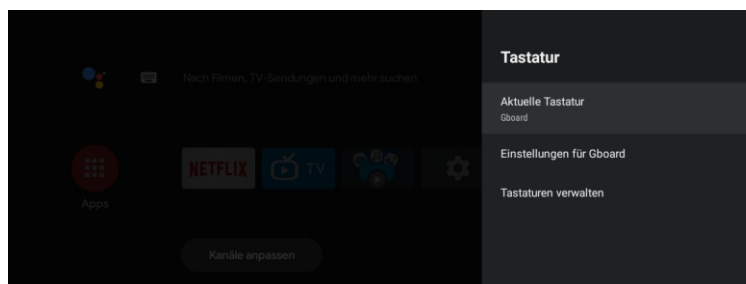 Tastatur
Nach Filmen, TV-Sendungen und mehr suchen
Aktuelle Tastatur
Gboard
Einstellungen für Gboard
NETFLIX
TV
Tastaturen verwalten
Apps
Kanäle anpassen